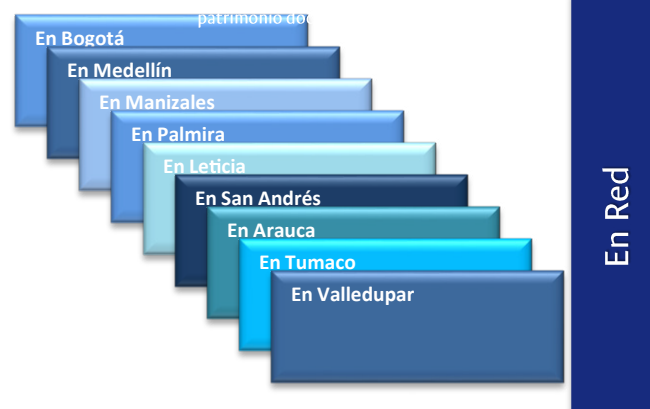 patrimonio
En Bogotá
En Medellín
En Manizales
En Palmira
En Leticia
En San Andrés
En Arauca
En Tumaco
En Valledupar
En Red